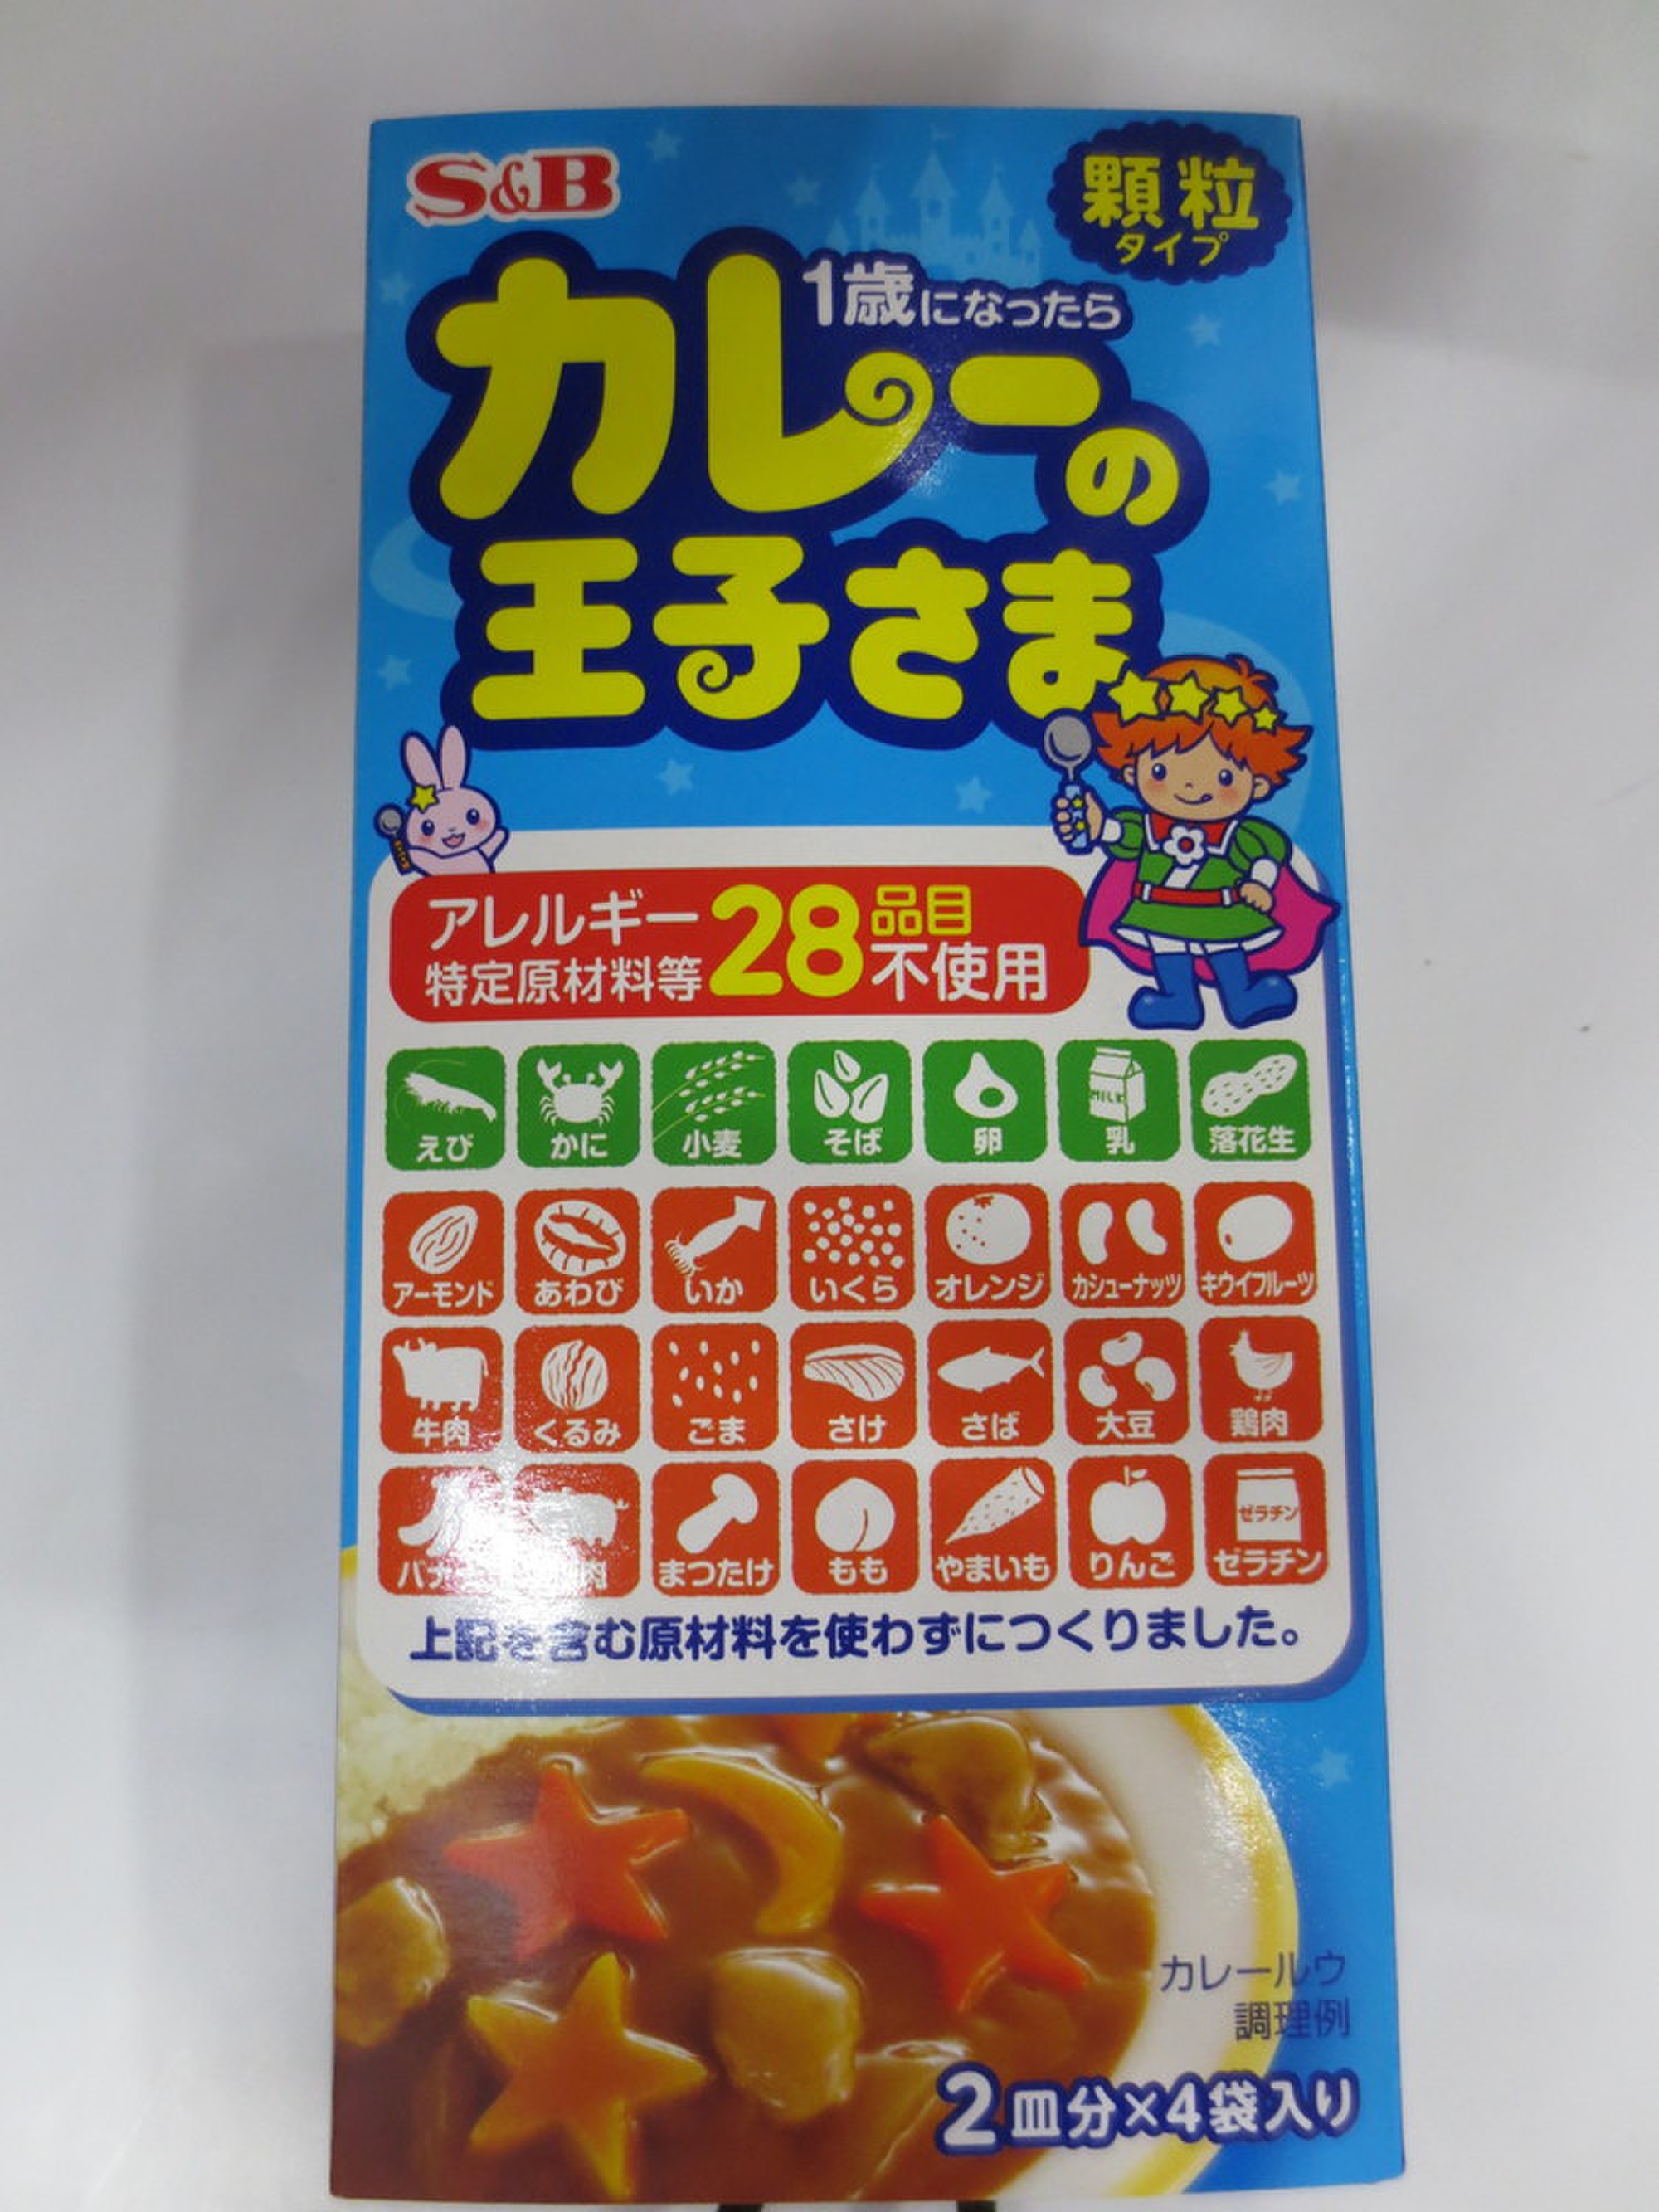 S&B
顆粒
タイプ
1歳になったら
カレーの
王子さま
アレルギー
特定原材料等
28品目
不使用
えび かに 小麦 そば 卵 乳 落花生
MILK
アーモンド あわび いか いくら オレンジ カシューナッツ キウイフルーツ
牛肉 くるみ ごま さけ さば 大豆 鶏肉
ゼラチン
まつたけ もも やまいも りんご ゼラチン
上記を含む原材料を使わずにつくりました。
カレールウ
調理例
2皿分×4袋入り